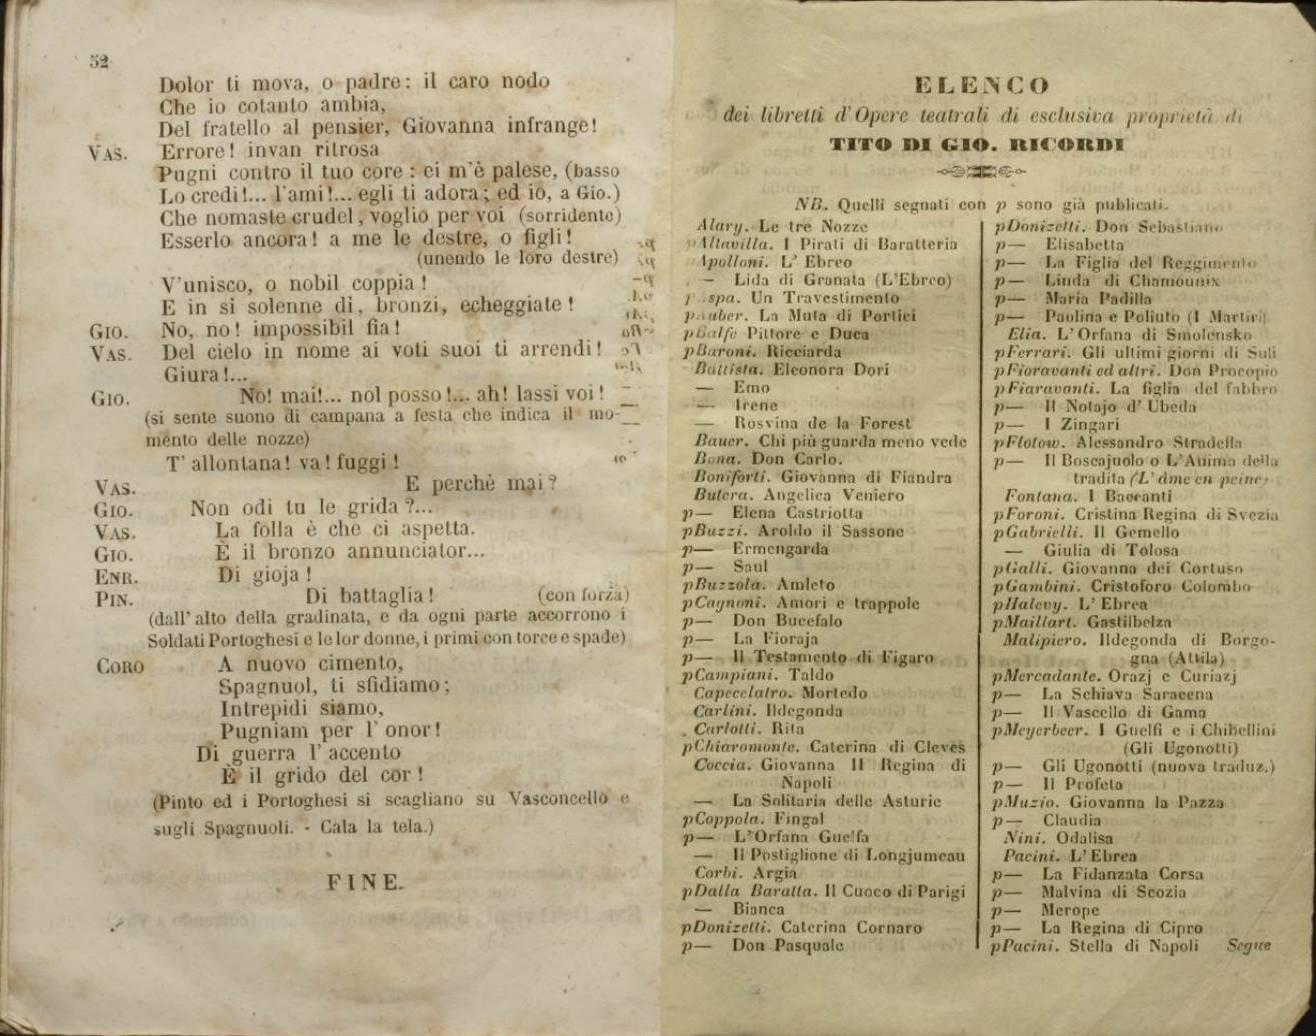 52
Dolor ti mova, o padre: il caro nodo
Che io cotanto ambia,
Del fratello al pensier, Giovanna infrange!
VAS. Errore! invan ritrosa
Pugni contro il tuo core: ei m'è palese, (basso
Lo credi!... l'ami!... egli ti adora; ed io, a Gio.)
Che nomaste crudel, voglio per voi (sorridente)
Esserlo ancora! a me le destre, o figli!
(unendo le loro destre)
V'unisco, o nobil coppia!
E in si solenne di, bronzi, echeggiate!
GIO. No, no! impossibil fia!
VAS. Del cielo in nome ai voti suoi ti arrendi!
Giura!...
GIO. No! mai!... nol posso!... ah! lassi voi!
(si sente suono di campana a festa che indica il mo-
mento delle nozze)
T' allontana! va! fuggi!
VAS. E perchè mai?
GIO. Non odi tu le grida?...
VAS. La folla è che ci aspetta.
GIO. È il bronzo annunciator...
ENR. Di gioja!
PIN. Di battaglia! (con forza)
(dall' alto della gradinata, e da ogni parte accorrono i
Soldati Portoghesi e le lor donne, i primi con torce e spade)
CORO A nuovo cimento,
Spagnuol, ti sfidiamo;
Intrepidi siamo,
Pugniam per l' onor!
Di guerra l' accento
È il grido del cor!
(Pinto ed i Portoghesi si scagliano su Vasconcello e
sugli Spagnuoli. - Cala la tela.)
FINE.
ELENCO
dei libretti d'Opere teatrali di esclusiva proprietà di
TITO DI GIO. RICORDI
NB. Quelli segnati con p sono già publicati.
Alary. Le tre Nozze
pAltavilla. I Pirati di Baratteria
Apolloni. L' Ebreo
— Lida di Granata (L'Ebreo)
Un Travestimento
pAuber. La Muta di Portici
pBalfe Pittore e Duca
pBaroni. Ricciarda
Battista. Eleonora Dori
— Emo
— Irene
— Rosvina de la Forest
Bauer. Chi più guarda meno vede
Bona. Don Carlo.
Boniforti. Giovanna di Fiandra
Butera. Angelica Veniero
p— Elena Castriotta
pBuzzi. Aroldo il Sassone
p— Ermengarda
p— Saul
pBuzzola. Amleto
pCagnoni. Amori e trappole
p— Don Bucefalo
p— La Fioraja
p— Il Testamento di Figaro
pCampiani. Taldo
Capecelatro. Mortedo
Carlini. Ildegonda
Carlotti. Rita
pChiaromonte. Caterina di Cleves
Coccia. Giovanna II Regina di
Napoli
— La Solitaria delle Asturie
pCoppola. Fingal
p— L'Orfana Guelfa
— Il Postiglione di Longjumeau
Corbi. Argia
pDalla Baratta. Il Cuoco di Parigi
— Bianca
pDonizetti. Caterina Cornaro
p— Don Pasquale
pDonizetti. Don Sebastiano
p— Elisabetta
p— La Figlia del Reggimento
p— Linda di Chamounix
p— Maria Padilla
p— Paolina e Poliuto (I Martiri)
Elia. L' Orfana di Smolensko
pFerrari. Gli ultimi giorni di Suli
pFioravanti ed altri. Don Procopio
pFiaravanti. La figlia del fabbro
p— Il Notajo d' Ubeda
p— I Zingari
pFlotow. Alessandro Stradella
p— Il Boscajuolo o L'Anima della
tradita (L' âme en peine)
Fontana. I Baccanti
pForoni. Cristina Regina di Svezia
pGabrielli. Il Gemello
— Giulia di Tolosa
pGalli. Giovanna dei Cortuso
pGambini. Cristoforo Colombo
pHalevy. L' Ebrea
pMaillart. Gastilbelza
Malipiero. Ildegonda di Borgo-
gna (Attila)
pMercadante. Orazj e Curiazj
p— La Schiava Saracena
p— Il Vascello di Gama
pMeyerbeer. I Guelfi e i Ghibellini
(Gli Ugonotti)
p— Gli Ugonotti (nuova traduz.)
p— Il Profeta
pMuzio. Giovanna la Pazza
p— Claudia
Nini. Odalisa
Pacini. L' Ebrea
p— La Fidanzata Corsa
p— Malvina di Scozia
p— Merope
p— La Regina di Cipro
pPacini. Stella di Napoli Segue